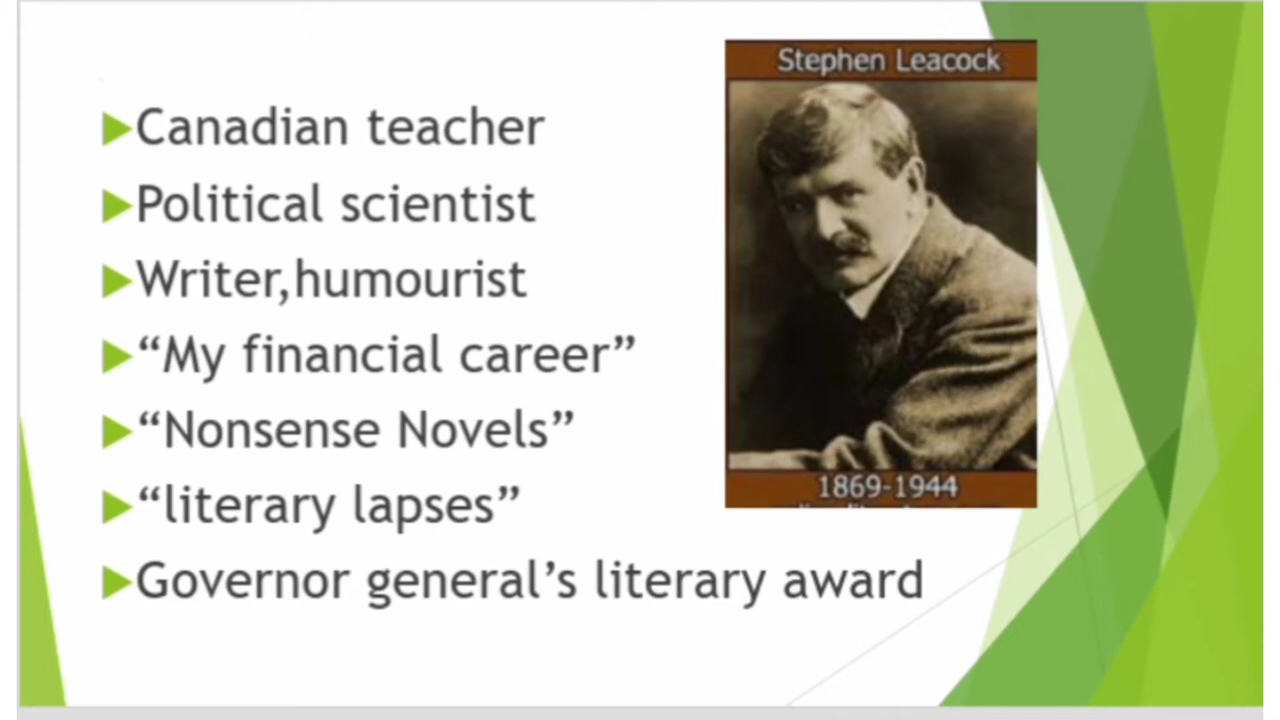 Stephen Leacock
Canadian teacher
Political scientist
Writer,humourist
“My financial career”
“Nonsense Novels”
“literary lapses”
Governor general’s literary award
1869-1944